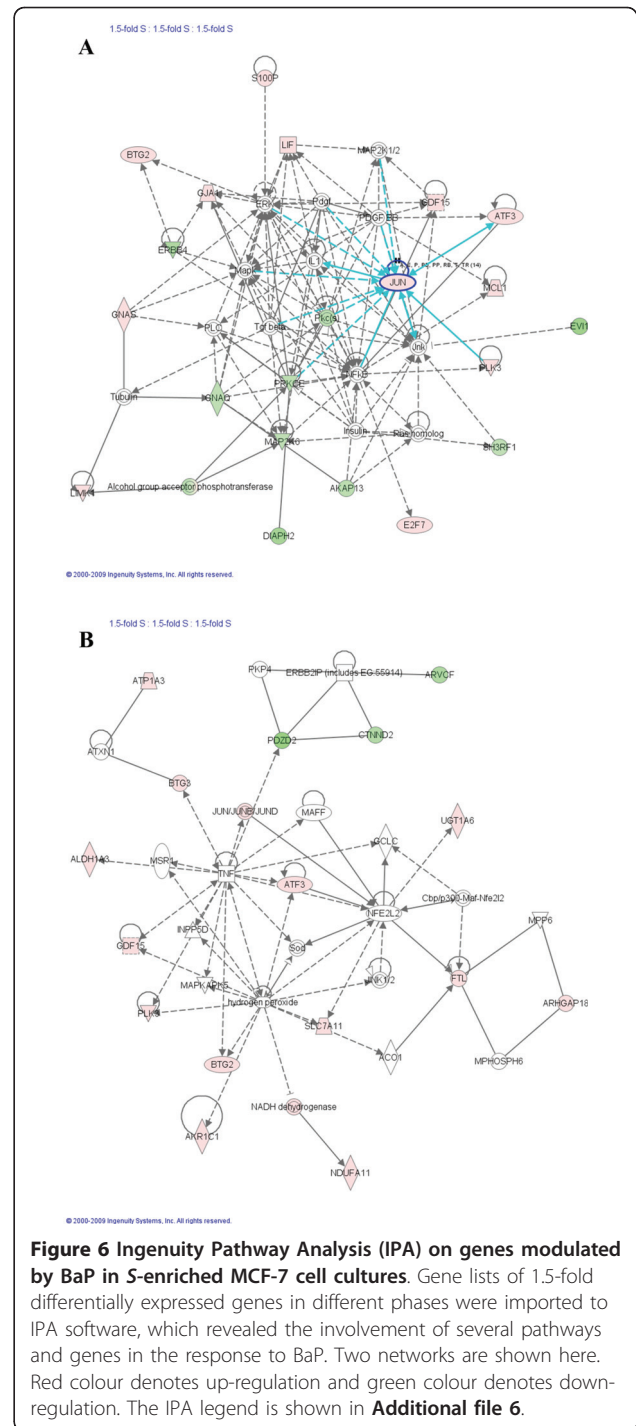 1.5-fold S : 1.5-fold S : 1.5-fold S
A
S100P
BTG2
LIF
MAP2K1/2
GJA1
ERK
Pdgf
PDGF BB
GDF15
ATF3
ERBB4
IL1
Mapk
JUN
MCL1
GNAS
PLC
Tgf beta
Pkc(s)
Jnk
EVI1
PLK3
PRKCE
Tubulin
GNAQ
Insulin
Ras homolog
MAP2K6
SH3RF1
LIMK1
Alcohol group acceptor phosphotransferase
AKAP13
E2F7
DIAPH2
© 2000-2009 Ingenuity Systems, Inc. All rights reserved.
1.5-fold S : 1.5-fold S : 1.5-fold S
B
PKP4
ERBB2IP (includes EG:55914)
ARVCF
ATP1A3
ATXN1
PDZD2
CTNND2
BTG3
JUN/JUNB/JUND
MAFF
UGT1A6
GCLC
ALDH1A3
MSR1
TNF
ATF3
NFE2L2
Cbp/p300-Maf-Nfe2l2
MPP6
GDF15
INPP5D
Sod
MAPKAPK5
JNK1/2
FTL
hydrogen peroxide
PLK3
SLC7A11
ARHGAP18
ACO1
MPHOSPH6
BTG2
NADH dehydrogenase
AKR1C1
NDUFA11
© 2000-2009 Ingenuity Systems, Inc. All rights reserved.
Figure 6 Ingenuity Pathway Analysis (IPA) on genes modulated
by BaP in S-enriched MCF-7 cell cultures. Gene lists of 1.5-fold
differentially expressed genes in different phases were imported to
IPA software, which revealed the involvement of several pathways
and genes in the response to BaP. Two networks are shown here.
Red colour denotes up-regulation and green colour denotes down-
regulation. The IPA legend is shown in Additional file 6.